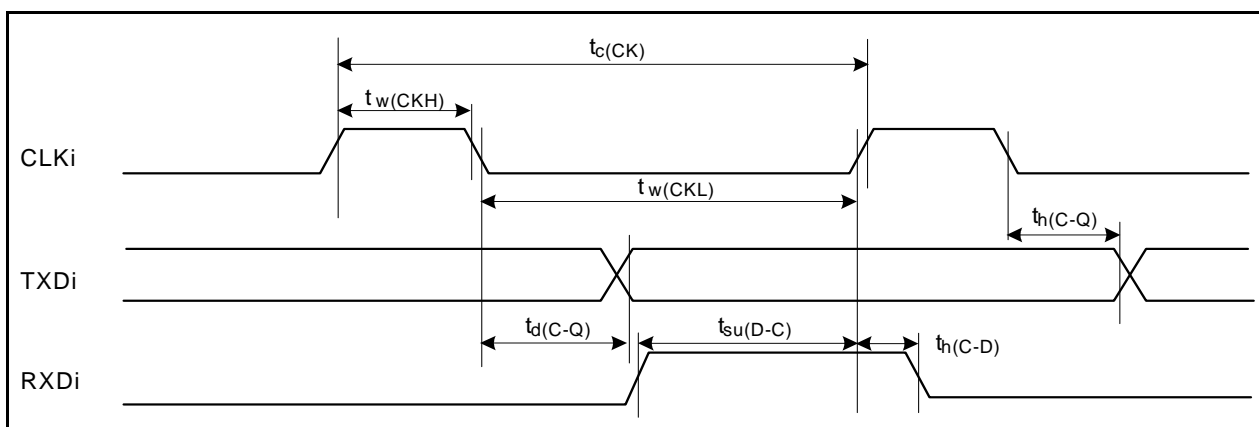 tc(CK)
tw(CKH)
CLKi
tw(CKL)
th(C-Q)
TXDi
td(C-Q)
tsu(D-C)
th(C-D)
RXDi